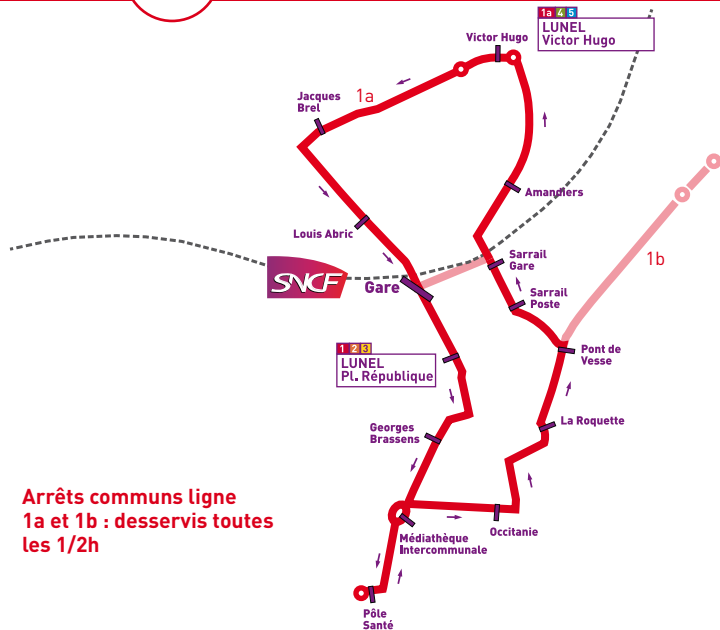 1a 4 5
LUNEL
Victor Hugo
Victor Hugo
1a
Jacques
Brel
Amandiers
Louis Abric
SNCF
Gare
Sarrail
Gare
1b
Sarrail
Poste
1 2 3
LUNEL
Pl. République
Pont de
Vesse
Georges
Brassens
La Roquette
Arrêts communs ligne
1a et 1b : desservis toutes
les 1/2h
Médiathèque
Intercommunale
Occitanie
Pôle
Santé